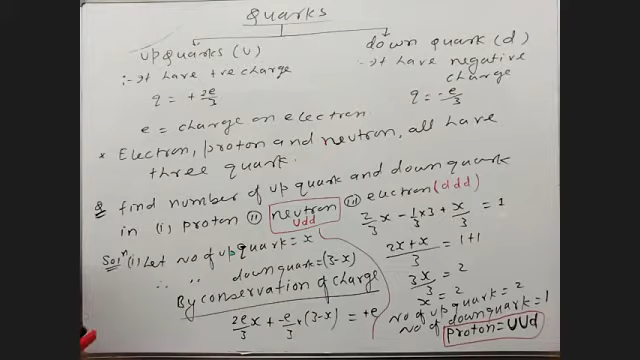 Quarks
UP Quarks (U)
:→ It have +ve charge
q = +2e/3
down quark (d)
→ It have negative
charge
q = -e/3
e = charge on electron.
* Electron, proton and neutron, all have
three quark.
Q find number of up quark and down quark
in (i) proton (ii) neutron (iii) electron (ddd)
Udd
Solⁿ (i) Let no of up quark = x
∴ ∴ down quark = (3-x)
By conservation of charge
2e/3 x + -e/3 × (3-x) = +e
2/3 x - 1/3 × 3 + x/3 = 1
2x+x/3 = 1+1
3x/3 = 2
x = 2
no of up quark = 2
no of down quark = 1
proton = UUd